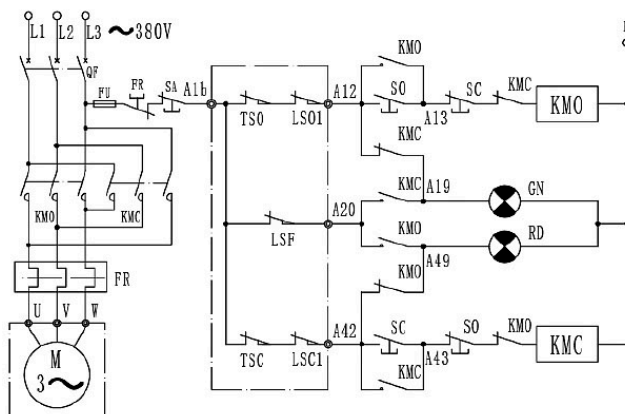 L1 L2 L3 ~380V
KMO
QF
FU FR SA A1b
TSO LSO1 A12 SO A13 SC KMC KMO
KMC
KMC A19 GN
LSF A20
KMO KMC
KMO A49 RD
KMO
FR
U V W
TSC LSC1 A42 SC A43 SO KMO KMC
KMC
M
3~